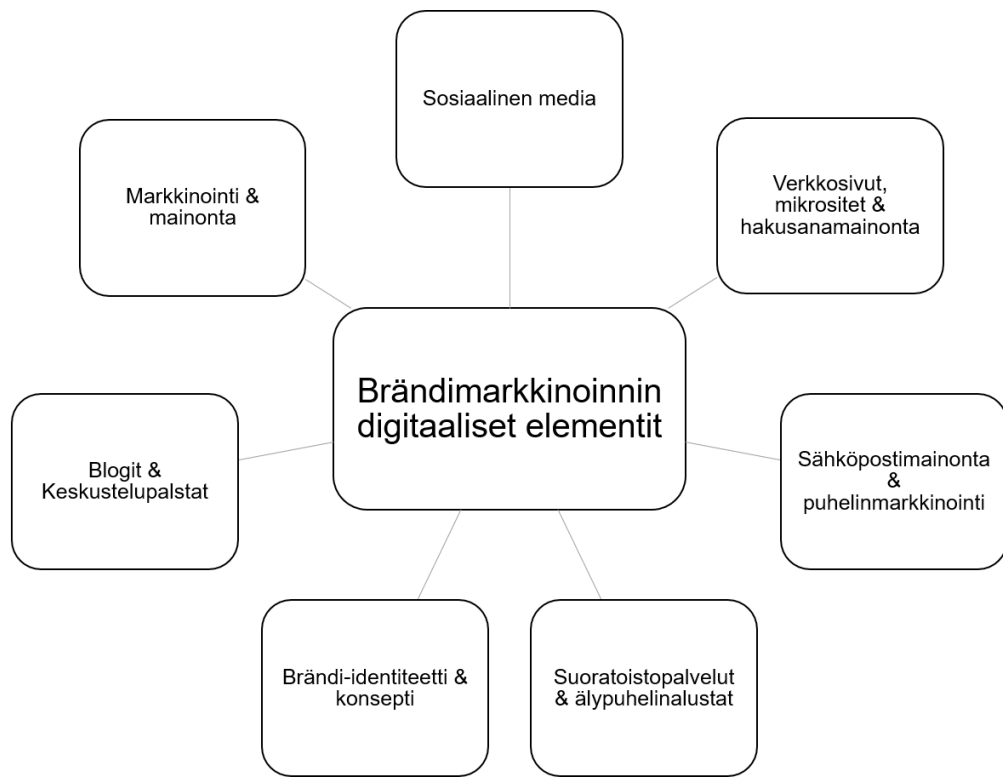 Sosiaalinen media
Markkinointi &
mainonta
Verkkosivut,
mikrositet &
hakusanamainonta
Brändimarkkinoinnin
digitaaliset elementit
Blogit &
Keskustelupalstat
Sähköpostimainonta
&
puhelinmarkkinointi
Brändi-identiteetti &
konsepti
Suoratoistopalvelut
& älypuhelinalustat